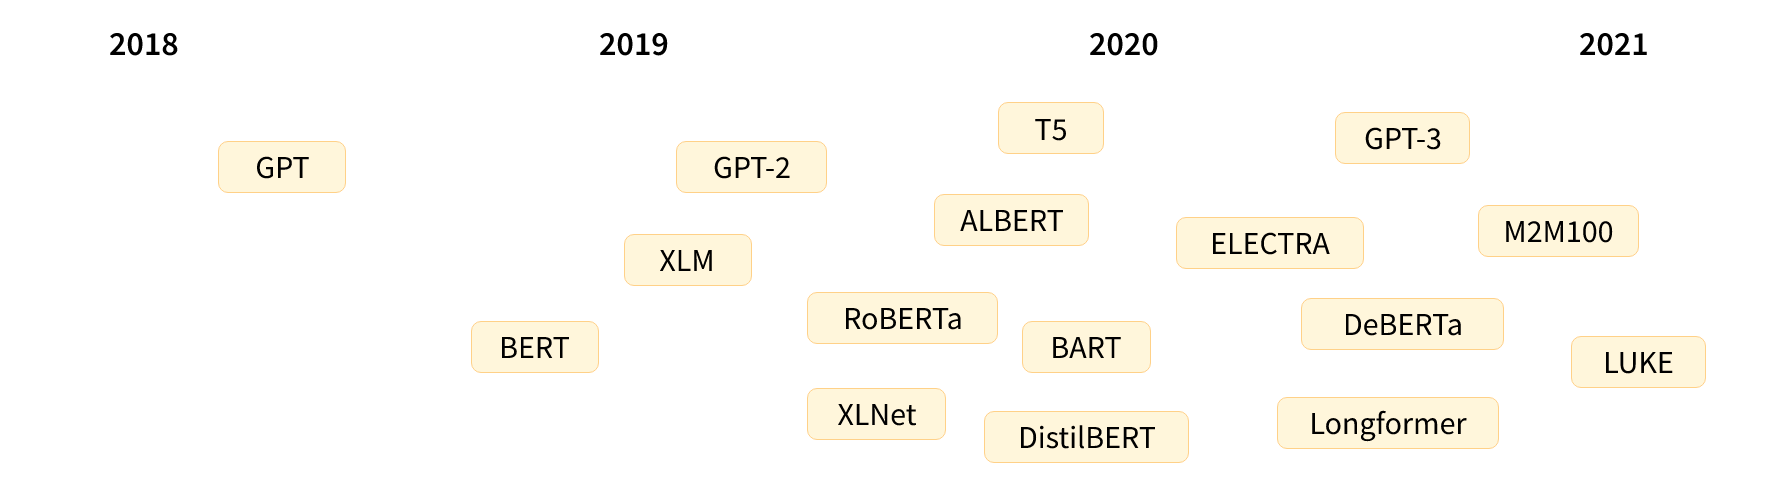 2018 2019 2020 2021
T5
GPT-3
GPT GPT-2
ALBERT
M2M100
ELECTRA
XLM
RoBERTa
DeBERTa
BERT BART
LUKE
XLNet
Longformer
DistilBERT